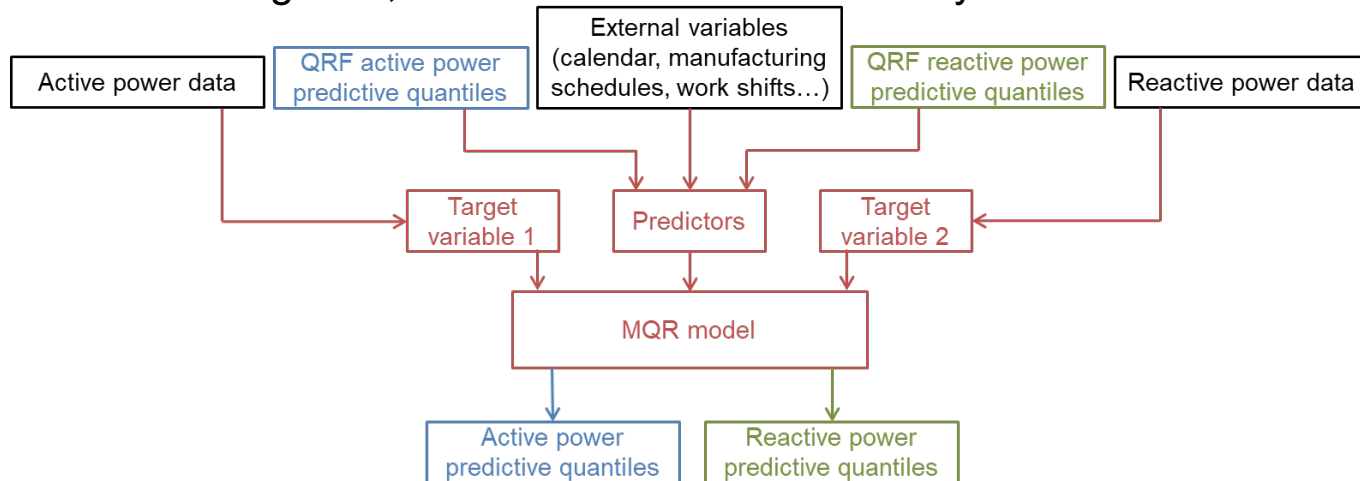 Active power data
QRF active power
predictive quantiles
External variables
(calendar, manufacturing
schedules, work shifts…)
QRF reactive power
predictive quantiles
Reactive power data
Target
variable 1
Predictors
Target
variable 2
MQR model
Active power
predictive quantiles
Reactive power
predictive quantiles